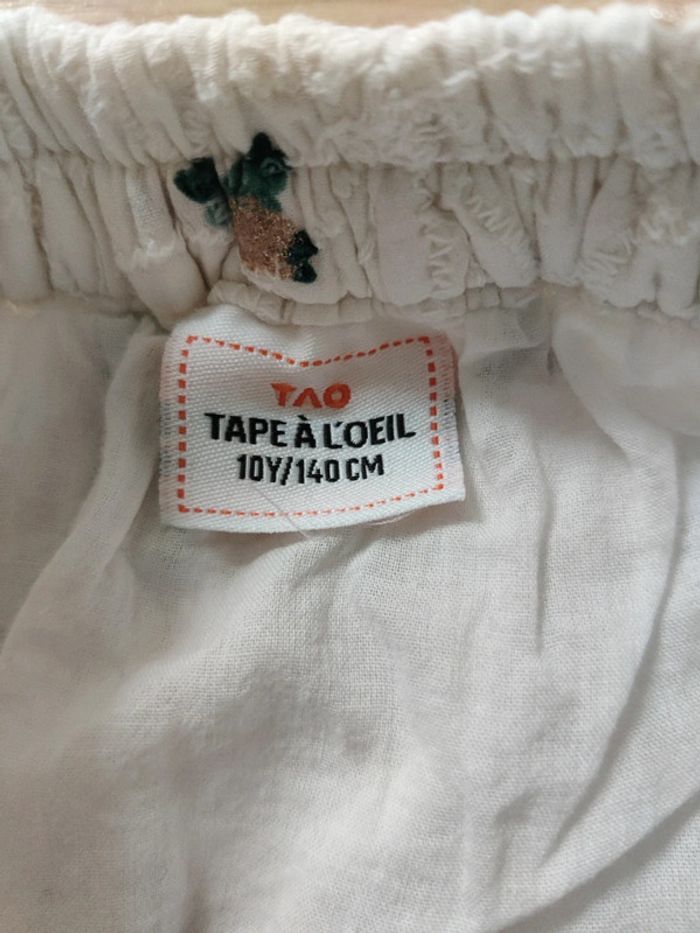 TAO
TAPE À L'OEIL
10Y/140 CM